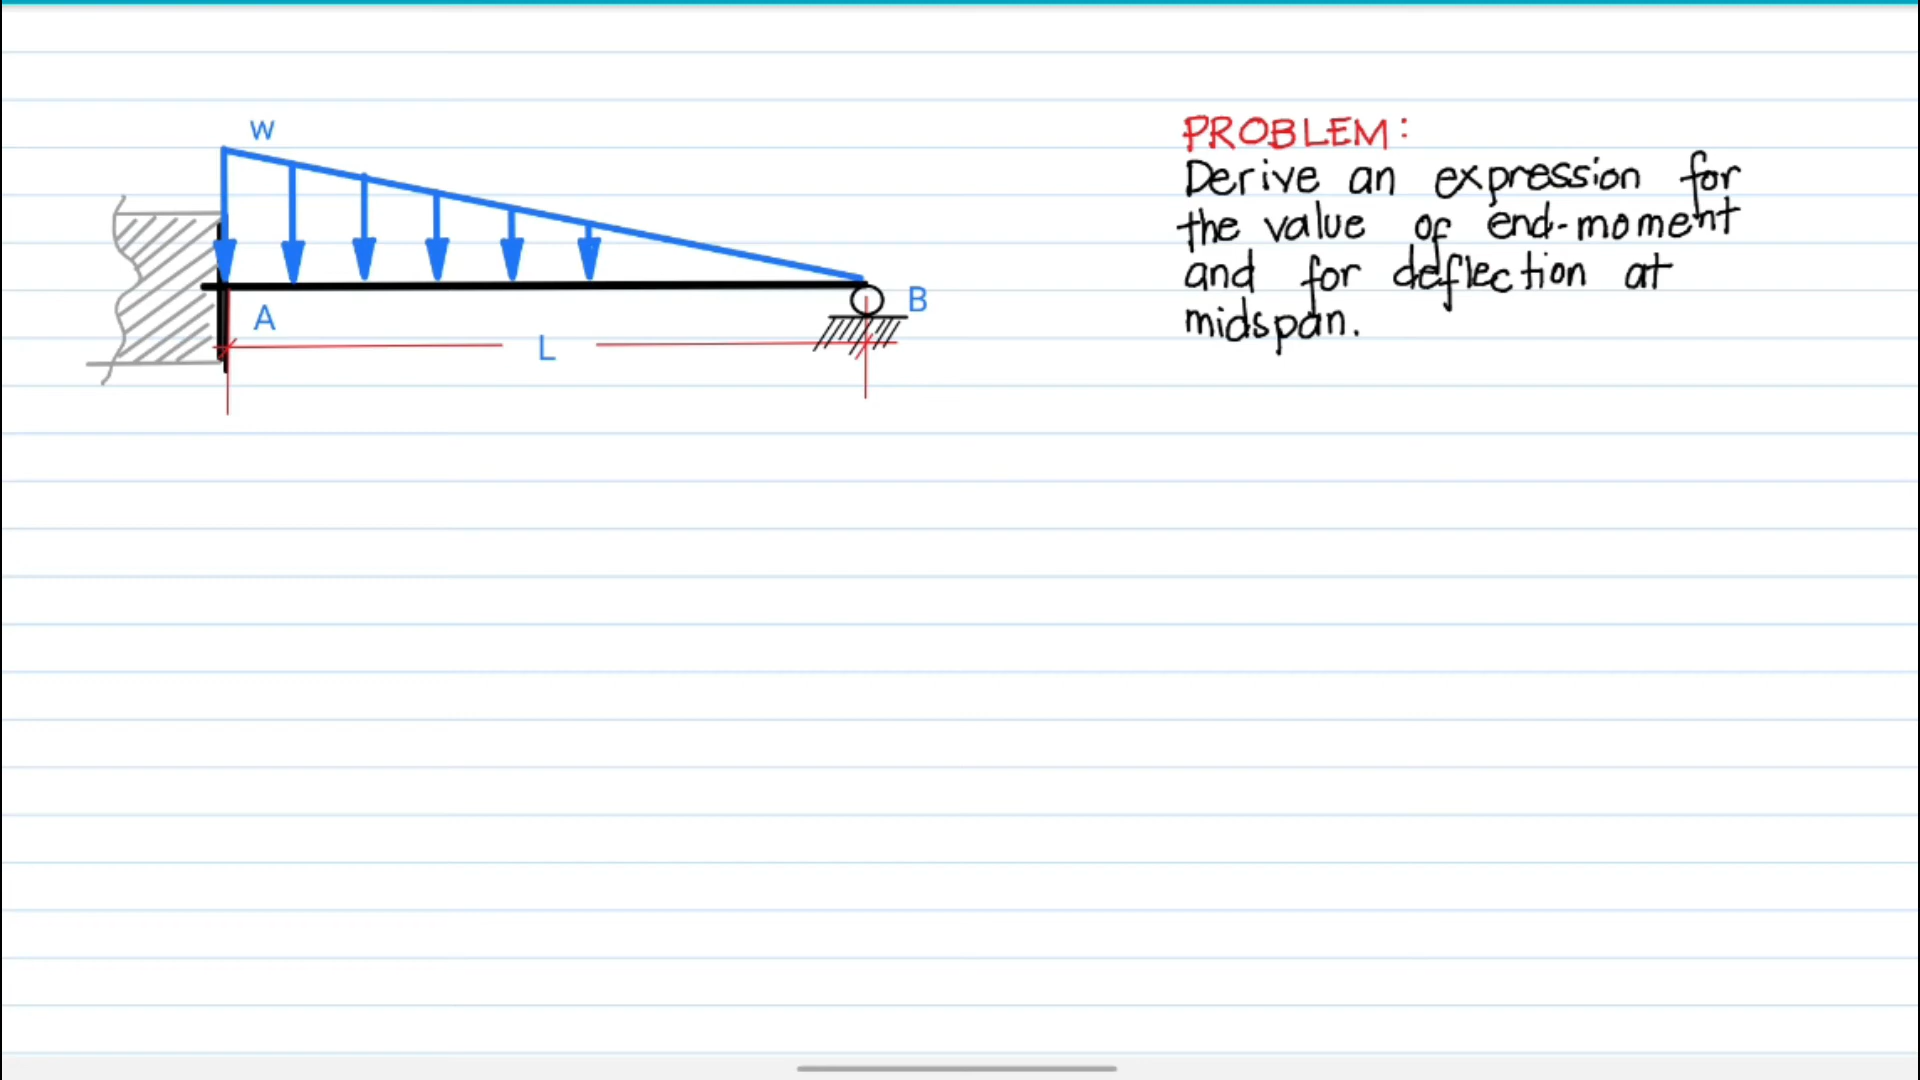 w
A
B
L
PROBLEM:
Derive an expression for
the value of end-moment
and for deflection at
midspan.